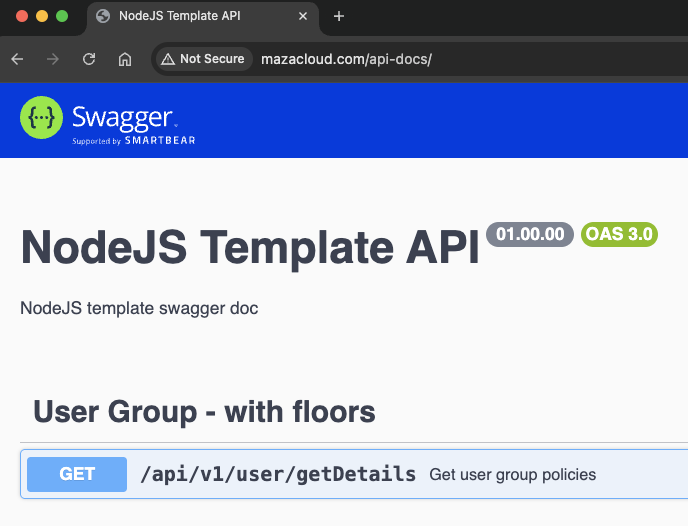 NodeJS Template API
Not Secure mazacloud.com/api-docs/
{...} Swagger
Supported by SMARTBEAR
NodeJS Template API 01.00.00 OAS 3.0
NodeJS template swagger doc
User Group - with floors
GET /api/v1/user/getDetails Get user group policies